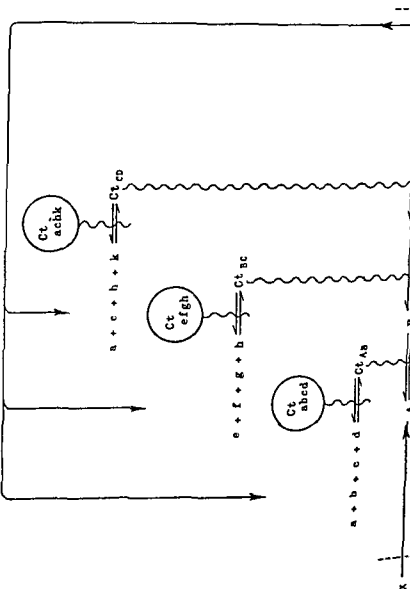 Ct
achk
a + c + h + k ⇌ Ct CD
Ct
efgh
e + f + g + h ⇌ Ct BC
Ct
abcd
a + b + c + d ⇌ Ct AB